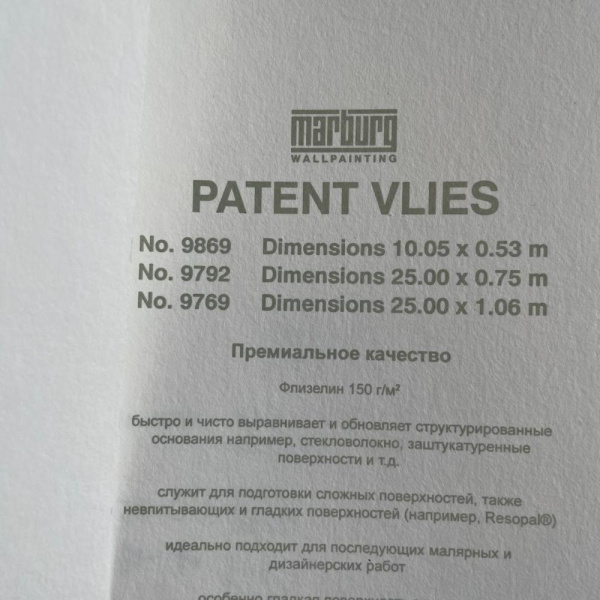 marburg
WALLPAINTING
PATENT VLIES
No. 9869 Dimensions 10.05 x 0.53 m
No. 9792 Dimensions 25.00 x 0.75 m
No. 9769 Dimensions 25.00 x 1.06 m
Премиальное качество
Флизелин 150 г/м²
быстро и чисто выравнивает и обновляет структурированные
основания например, стекловолокно, заштукатуренные
поверхности и т.д.
служит для подготовки сложных поверхностей, также
невпитывающих и гладких поверхностей (например, Resopal®)
идеально подходит для последующих малярных и
дизайнерских работ
особенно гладкая поверхность